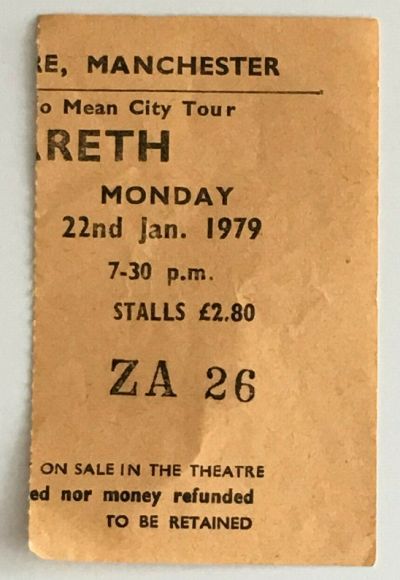 RE, MANCHESTER
o Mean City Tour
ARETH
MONDAY
22nd Jan. 1979
7-30 p.m.
STALLS £2.80
ZA 26
ON SALE IN THE THEATRE
ed nor money refunded
TO BE RETAINED